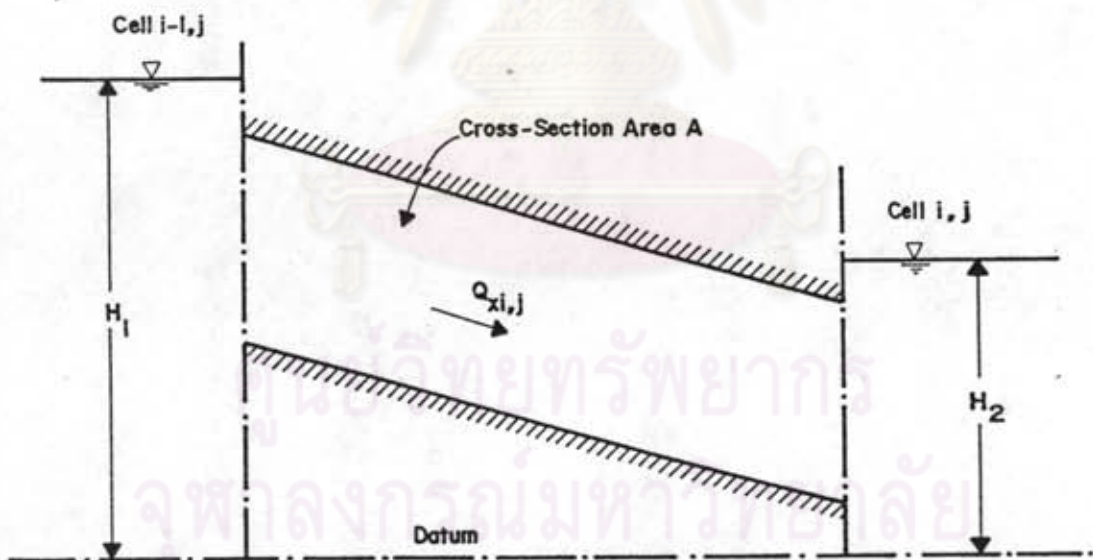 Cell i-l,j
Cross-Section Area A
Cell i, j
Qxi,j
H1
H2
ศูนย์วิทยทรัพยากร
จุฬาลงกรณ์มหาวิทยาลัย
Datum